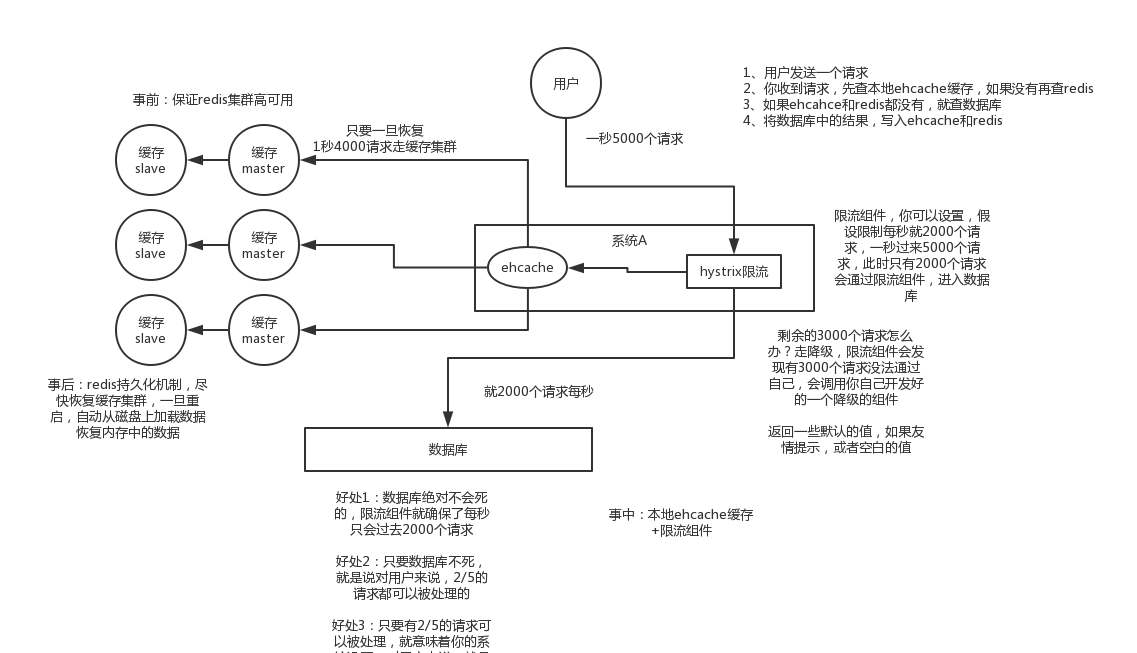 用户
1、用户发送一个请求
2、你收到请求，先查本地ehcache缓存，如果没有再查redis
3、如果ehcahce和redis都没有，就查数据库
4、将数据库中的结果，写入ehcache和redis
事前：保证redis集群高可用
只要一旦恢复
1秒4000请求走缓存集群
一秒5000个请求
缓存
slave
缓存
master
缓存
slave
缓存
master
缓存
slave
缓存
master
系统A
ehcache
hystrix限流
限流组件，你可以设置，假
设限制每秒就2000个请
求，一秒过来5000个请
求，此时只有2000个请求
会通过限流组件，进入数据
库
剩余的3000个请求怎么
办？走降级，限流组件会发
现有3000个请求没法通过
自己，会调用你自己开发好
的一个降级的组件
返回一些默认的值，如果友
情提示，或者空白的值
事后：redis持久化机制，尽
快恢复缓存集群，一旦重
启，自动从磁盘上加载数据
恢复内存中的数据
就2000个请求每秒
数据库
好处1：数据库绝对不会死
的，限流组件就确保了每秒
只会过去2000个请求
好处2：只要数据库不死，
就是说对用户来说，2/5的
请求都可以被处理的
好处3：只要有2/5的请求可
以被处理，就意味着你的系
事中：本地ehcache缓存
+限流组件